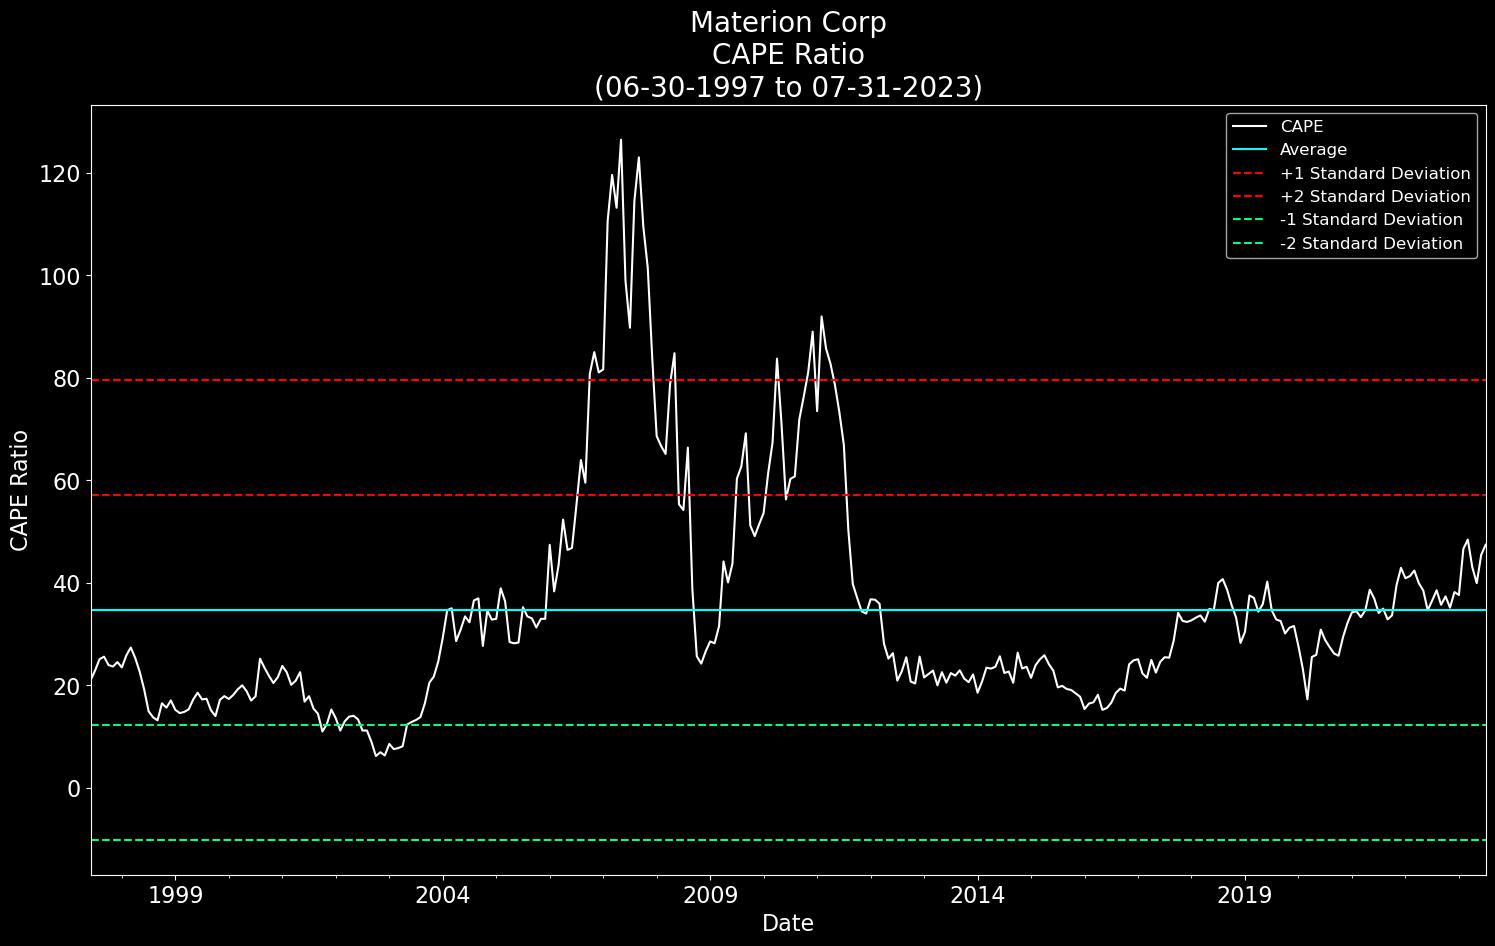 Materion Corp
CAPE Ratio
(06-30-1997 to 07-31-2023)
CAPE
Average
+1 Standard Deviation
+2 Standard Deviation
-1 Standard Deviation
-2 Standard Deviation
CAPE Ratio
120
100
80
60
40
20
0
1999 2004 2009 2014 2019
Date